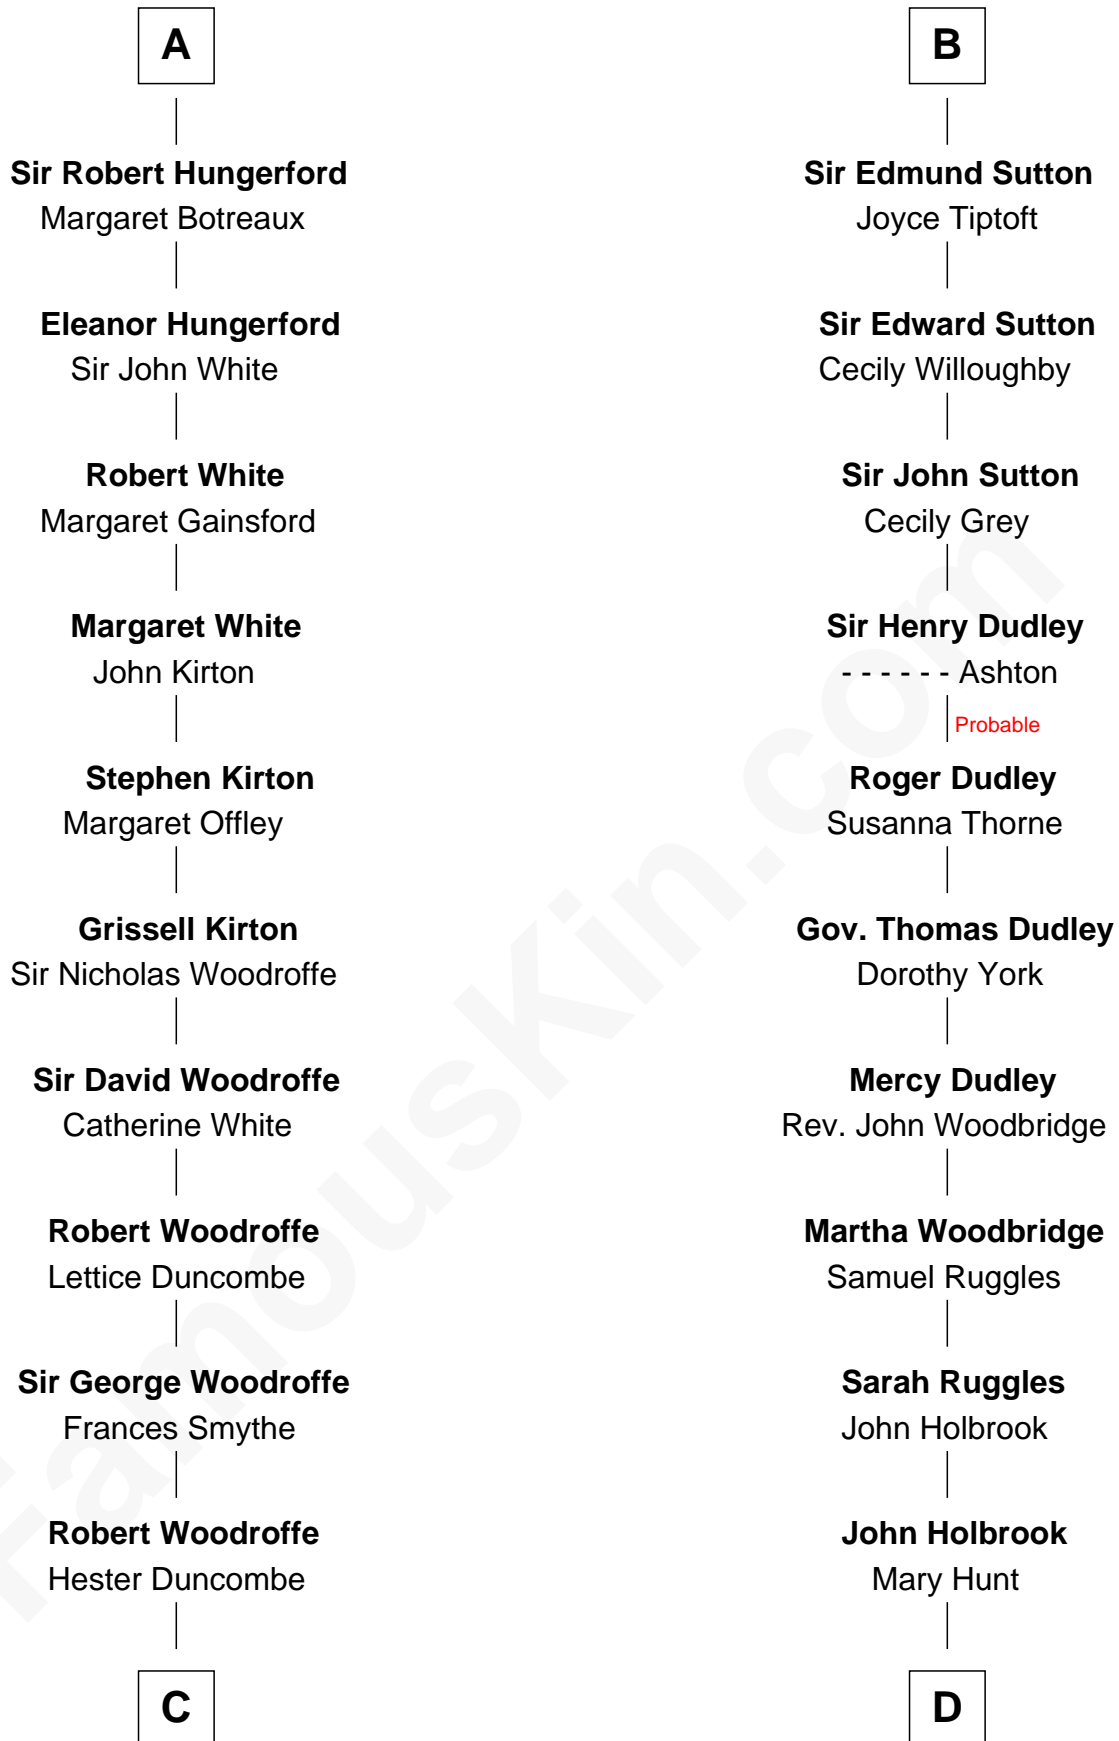 A
Sir Robert Hungerford
Margaret Botreaux
Eleanor Hungerford
Sir John White
Robert White
Margaret Gainsford
Margaret White
John Kirton
Stephen Kirton
Margaret Offley
Grissell Kirton
Sir Nicholas Woodroffe
Sir David Woodroffe
Catherine White
Robert Woodroffe
Lettice Duncombe
Sir George Woodroffe
Frances Smythe
Robert Woodroffe
Hester Duncombe
C
B
Sir Edmund Sutton
Joyce Tiptoft
Sir Edward Sutton
Cecily Willoughby
Sir John Sutton
Cecily Grey
Sir Henry Dudley
- - - - - - Ashton
Probable
Roger Dudley
Susanna Thorne
Gov. Thomas Dudley
Dorothy York
Mercy Dudley
Rev. John Woodbridge
Martha Woodbridge
Samuel Ruggles
Sarah Ruggles
John Holbrook
John Holbrook
Mary Hunt
D
FamousKin.com